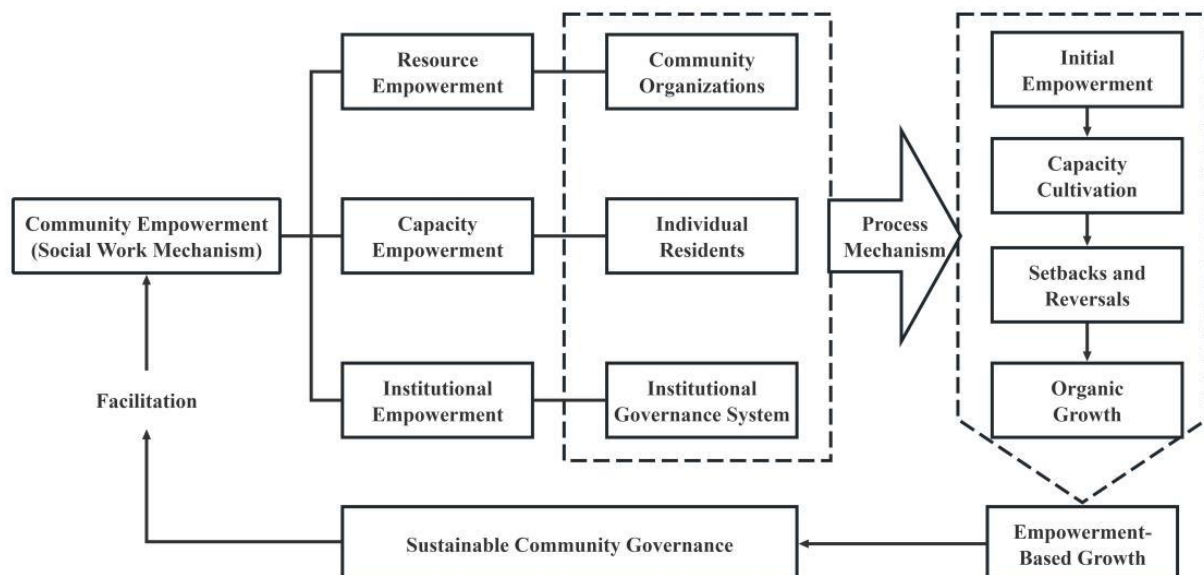 Resource
Empowerment
Community
Organizations
Initial
Empowerment
Capacity
Cultivation
Community Empowerment
(Social Work Mechanism)
Capacity
Empowerment
Individual
Residents
Process
Mechanism
Setbacks and
Reversals
Facilitation
Institutional
Empowerment
Institutional
Governance System
Organic
Growth
Sustainable Community Governance
Empowerment-
Based Growth